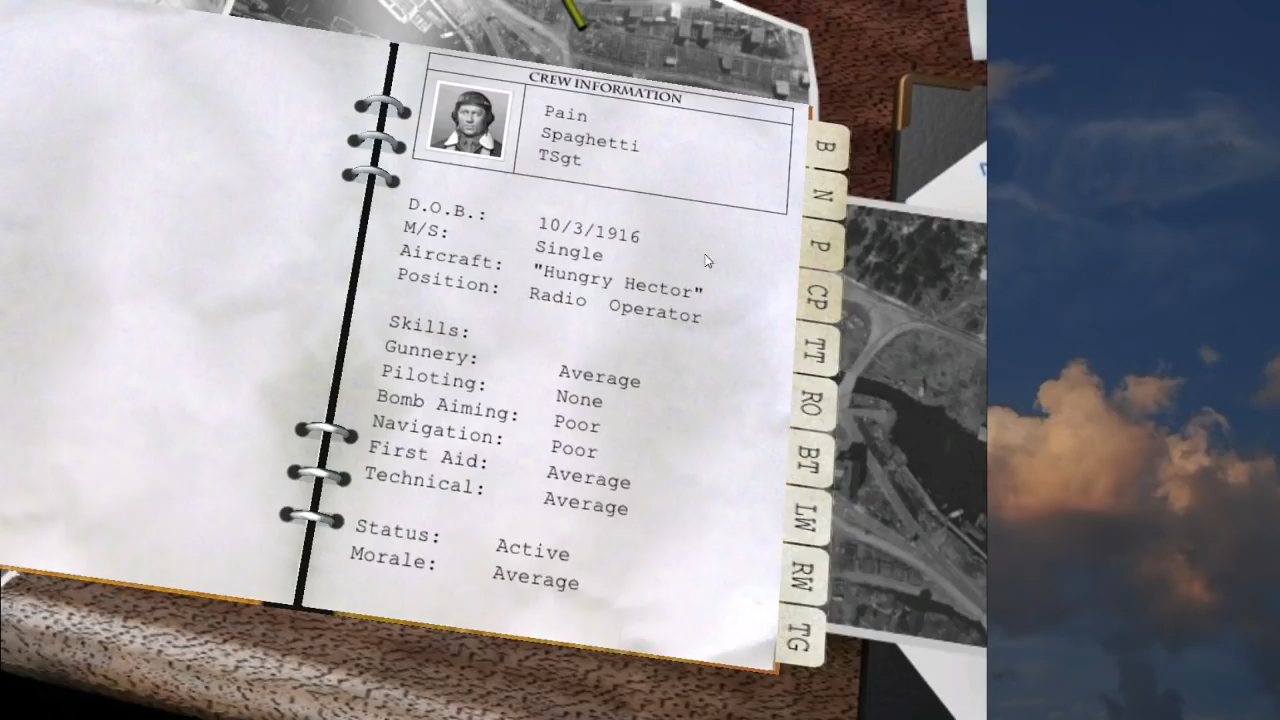 CREW INFORMATION
Pain
Spaghetti
TSgt
D.O.B.: 10/3/1916
M/S: Single
Aircraft: "Hungry Hector"
Position: Radio Operator
Skills:
Gunnery: Average
Piloting: None
Bomb Aiming: Poor
Navigation: Poor
First Aid: Average
Technical: Average
Status: Active
Morale: Average
B
N
P
CP
TT
RO
BT
LW
RW
TG